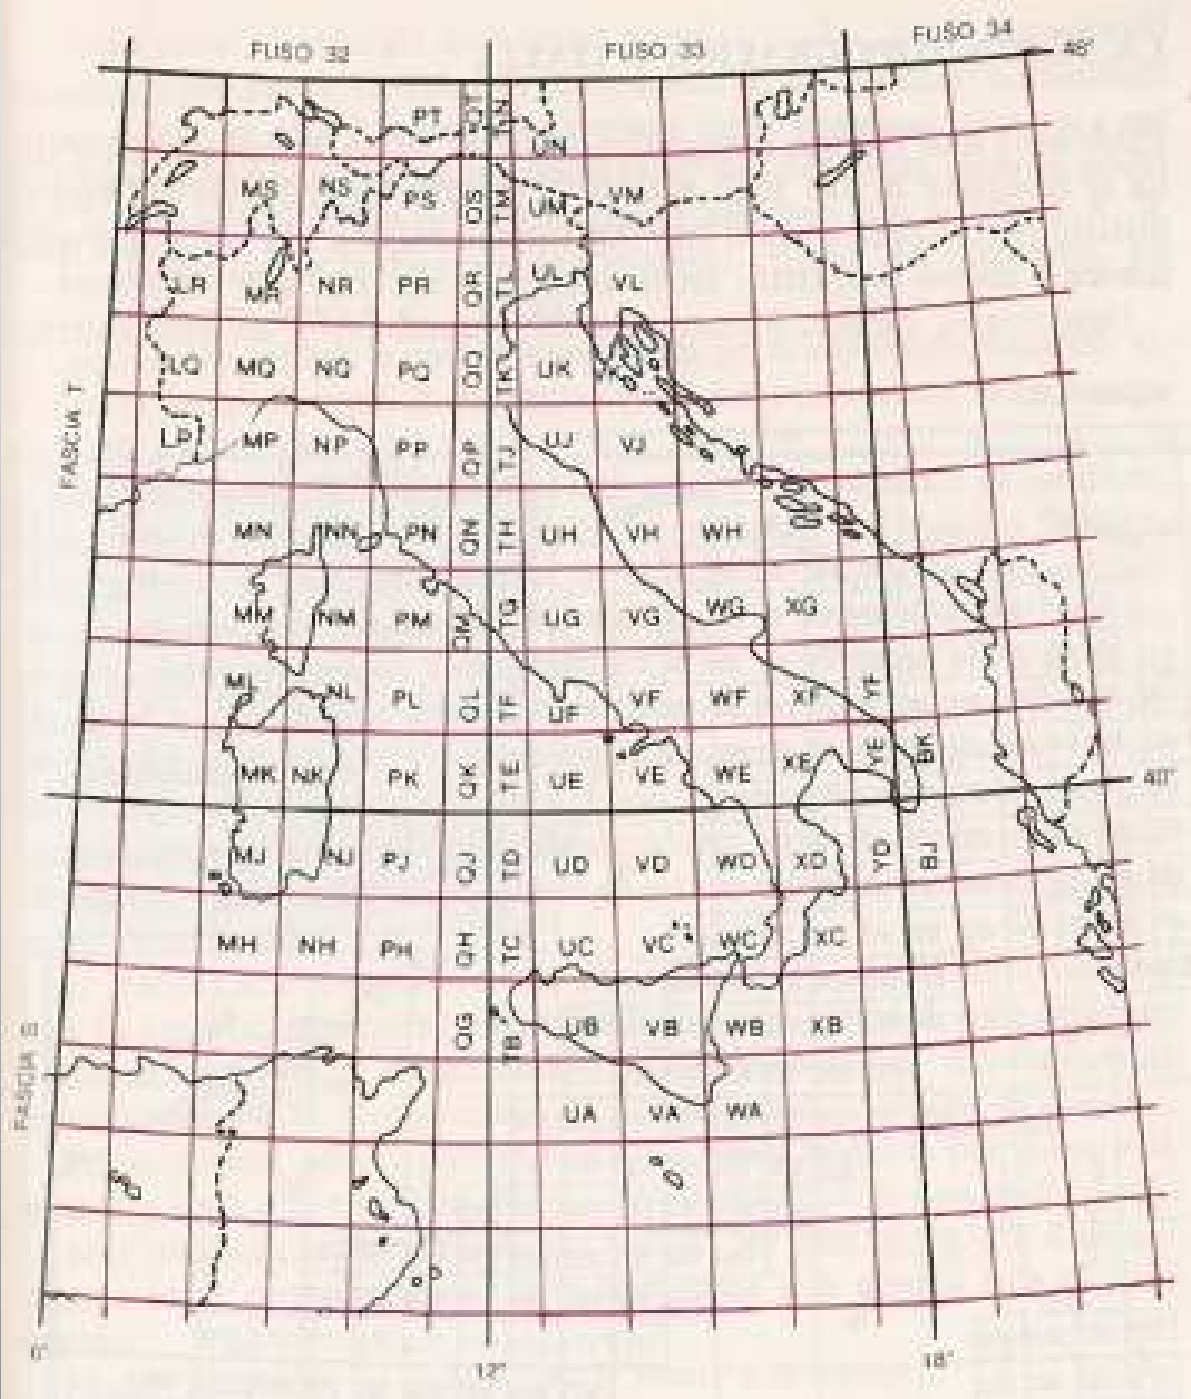 FUSO 32 FUSO 33 FUSO 34
48°
PT QT TN
UN
MS NS PS QS TM UM VM
LR MR NR PR QR TL UL VL
LQ MQ NQ PQ QQ TK UK
FASCIA T
LP MP NP PP QP TJ UJ VJ
MN NN PN QN TH UH VH WH
MM NM PM QM TG UG VG WG XG
ML NL PL QL TF UF VF WF XF YF
MK NK PK QK TE UE VE WE XE YE BK
40°
MJ NJ PJ QJ TD UD VD WD XD YD BJ
MH NH PH QH TC UC VC WC XC
QG TB UB VB WB XB
FASCIA S
UA VA WA
6°
12°
18°